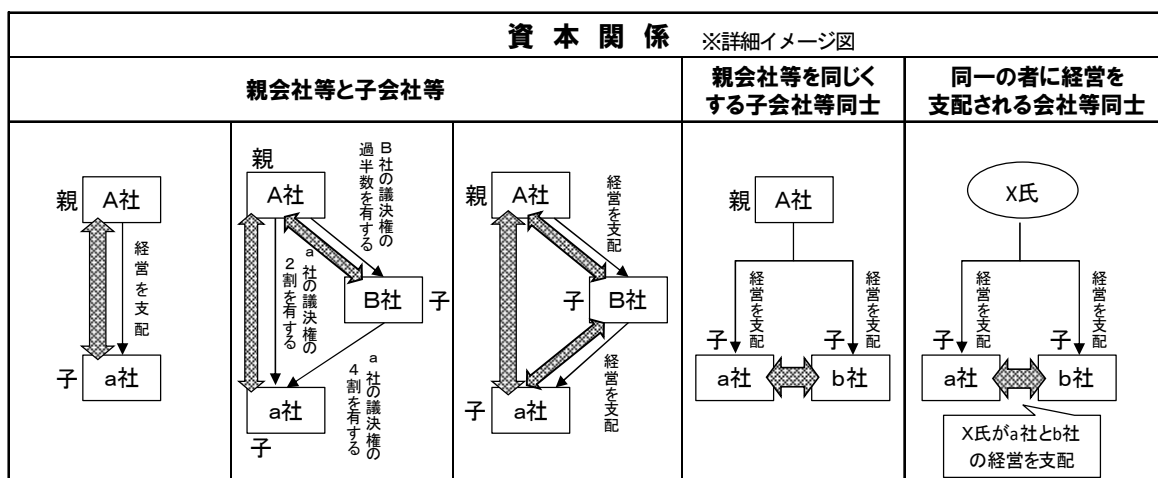 資本関係 ※詳細イメージ図
親会社等と子会社等
親会社等を同じく
する子会社等同士
同一の者に経営を
支配される会社等同士
親
A社
経営を支配
子
a社
親
A社
B社の議決権の
過半数を有する
a社の議決権の
2割を有する
B社
子
a社の議決権の
4割を有する
a社
子
親
A社
経営を支配
子
B社
経営を支配
子
a社
親
A社
経営を支配
経営を支配
子
子
a社
b社
X氏
経営を支配
経営を支配
子
子
a社
b社
X氏がa社とb社
の経営を支配